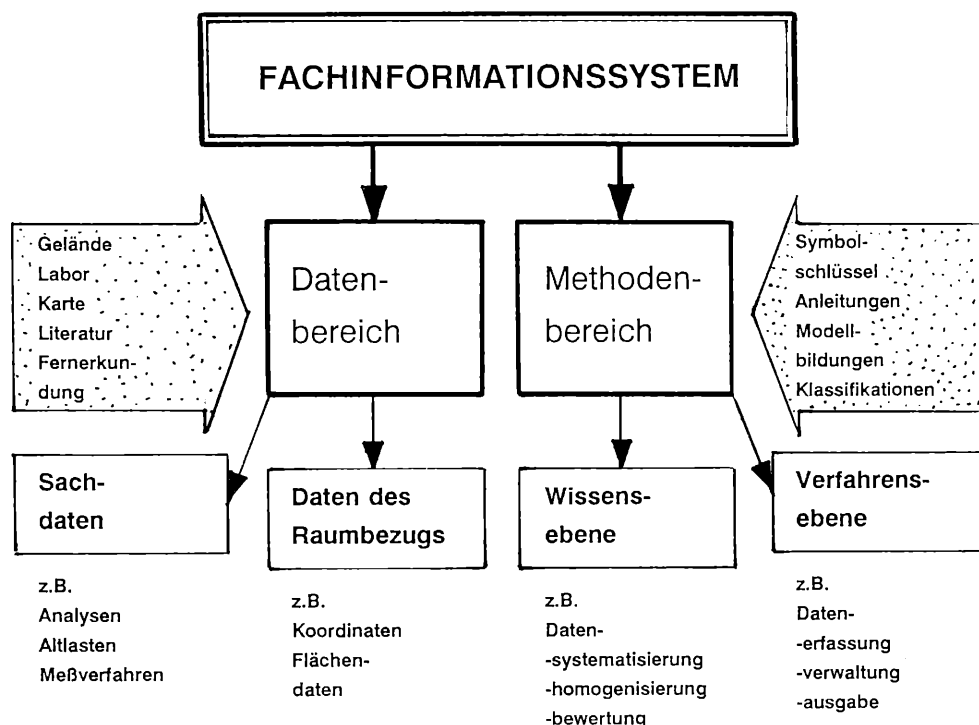 FACHINFORMATIONSSYSTEM
Gelände
Labor
Karte
Literatur
Fernerkun-
dung
Daten-
bereich
Methoden-
bereich
Symbol-
schlüssel
Anleitungen
Modell-
bildungen
Klassifikationen
Sach-
daten
Daten des
Raumbezugs
Wissens-
ebene
Verfahrens-
ebene
z.B.
Analysen
Altlasten
Meßverfahren
z.B.
Koordinaten
Flächen-
daten
z.B.
Daten-
-systematisierung
-homogenisierung
-bewertung
z.B.
Daten-
-erfassung
-verwaltung
-ausgabe